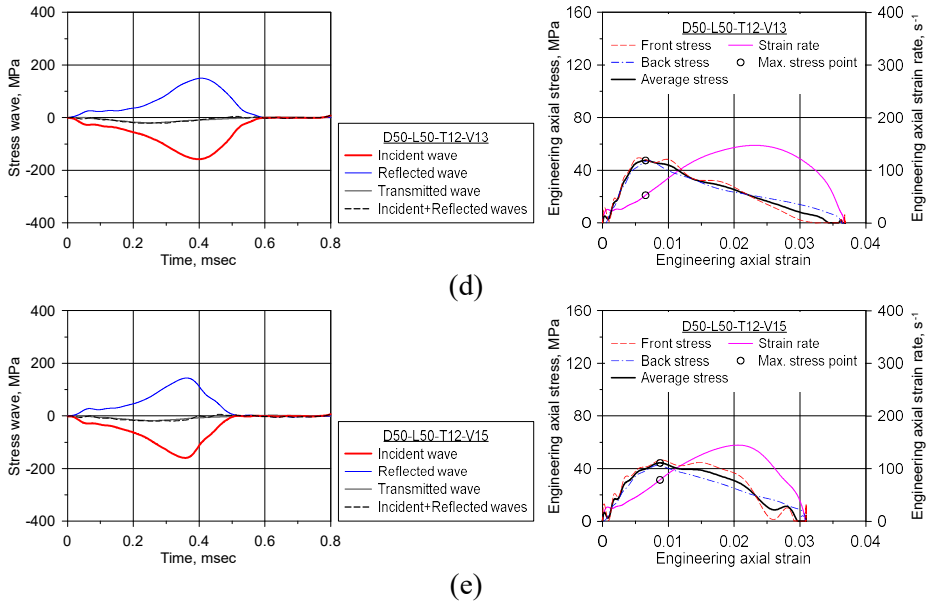 400
200
0
-200
-400
Stress wave, MPa
0
0.2
0.4
0.6
0.8
Time, msec
D50-L50-T12-V13
Incident wave
Reflected wave
Transmitted wave
Incident+Reflected waves
160
120
80
40
0
Engineering axial stress, MPa
D50-L50-T12-V13
Front stress
Strain rate
Back stress
Max. stress point
Average stress
400
300
200
100
0
Engineering axial strain rate, s-1
0
0.01
0.02
0.03
0.04
Engineering axial strain
(d)
400
200
0
-200
-400
Stress wave, MPa
0
0.2
0.4
0.6
0.8
Time, msec
D50-L50-T12-V15
Incident wave
Reflected wave
Transmitted wave
Incident+Reflected waves
160
120
80
40
0
Engineering axial stress, MPa
D50-L50-T12-V15
Front stress
Strain rate
Back stress
Max. stress point
Average stress
400
300
200
100
0
Engineering axial strain rate, s-1
0
0.01
0.02
0.03
0.04
Engineering axial strain
(e)